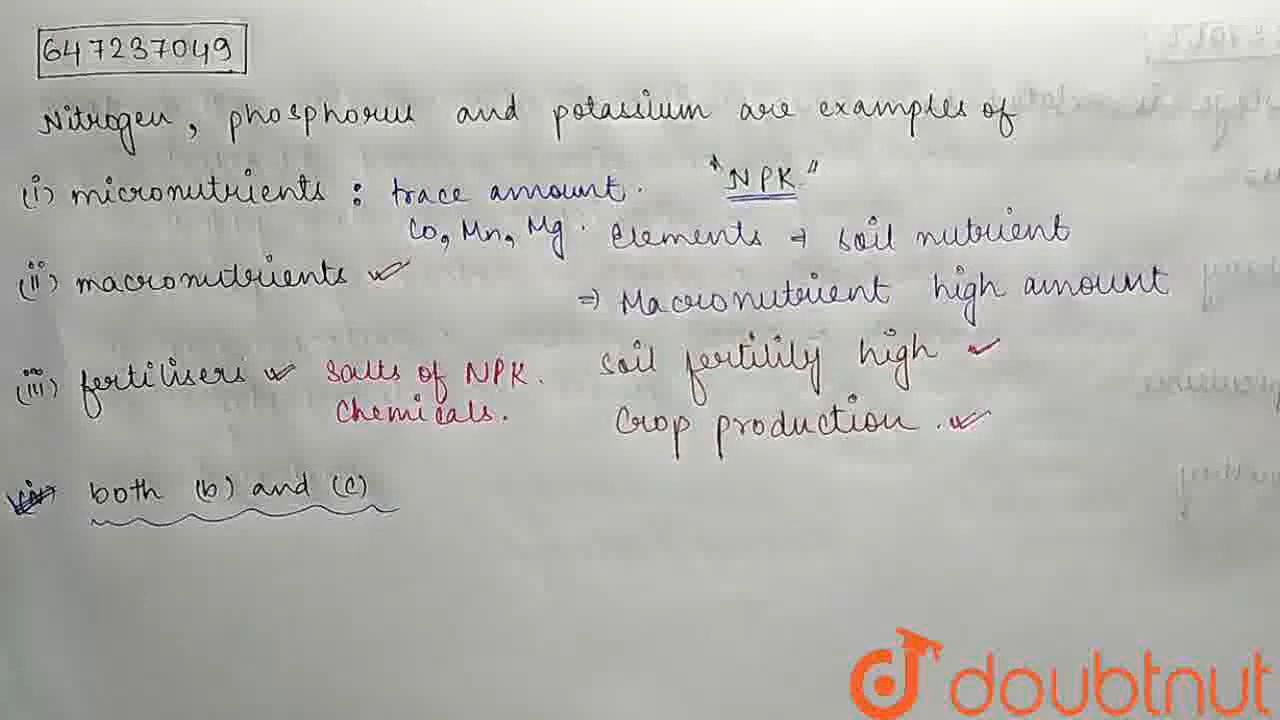 647237049
Nitrogen, phosphorus and potassium are examples of
(i) micronutrients : trace amount. "NPK"
Co, Mn, Mg. Elements → soil nutrient
(ii) macronutrients ✓
⇒ Macronutrient high amount
(iii) fertilisers ✓ Salts of NPK. Soil fertility high ✓
Chemicals. Crop production. ✓
both (b) and (c)
doubtnut